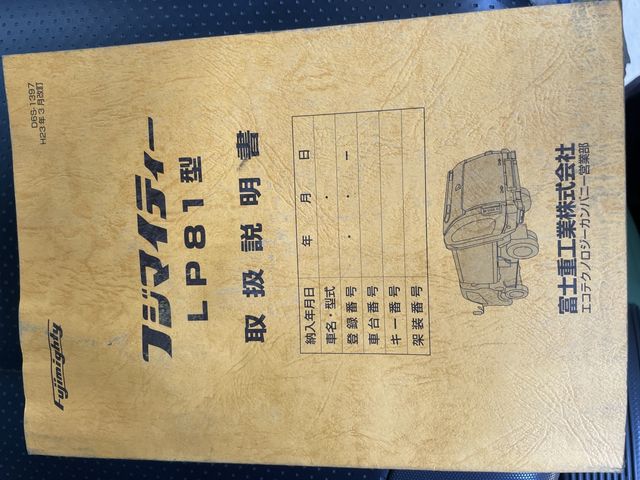 D6S-1397
H23年3月改訂
Fujimighty
フジマイティー
LP81型
取扱説明書
納入年月日 年 月 日
車名・型式 ・
登録番号 ・ ・ ー
車台番号
キー番号
架装番号
富士重工業株式会社
エコテクノロジーカンパニー営業部